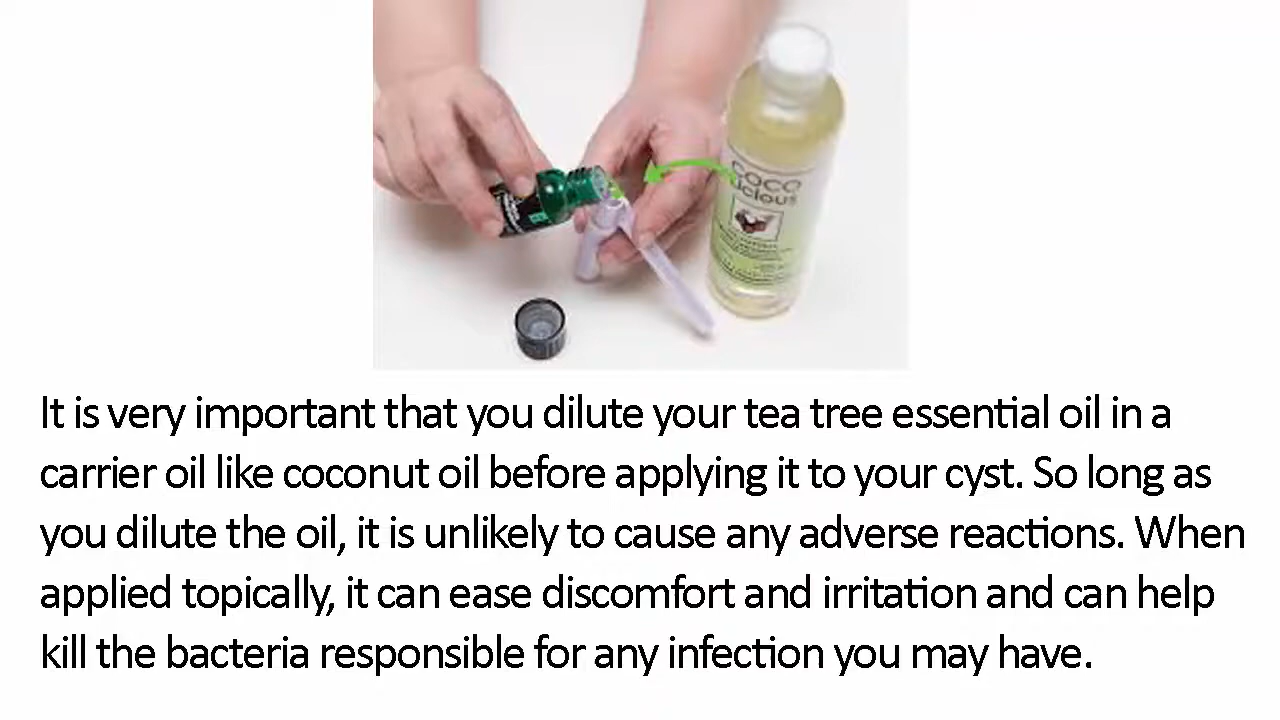 coco
licious
It is very important that you dilute your tea tree essential oil in a
carrier oil like coconut oil before applying it to your cyst. So long as
you dilute the oil, it is unlikely to cause any adverse reactions. When
applied topically, it can ease discomfort and irritation and can help
kill the bacteria responsible for any infection you may have.